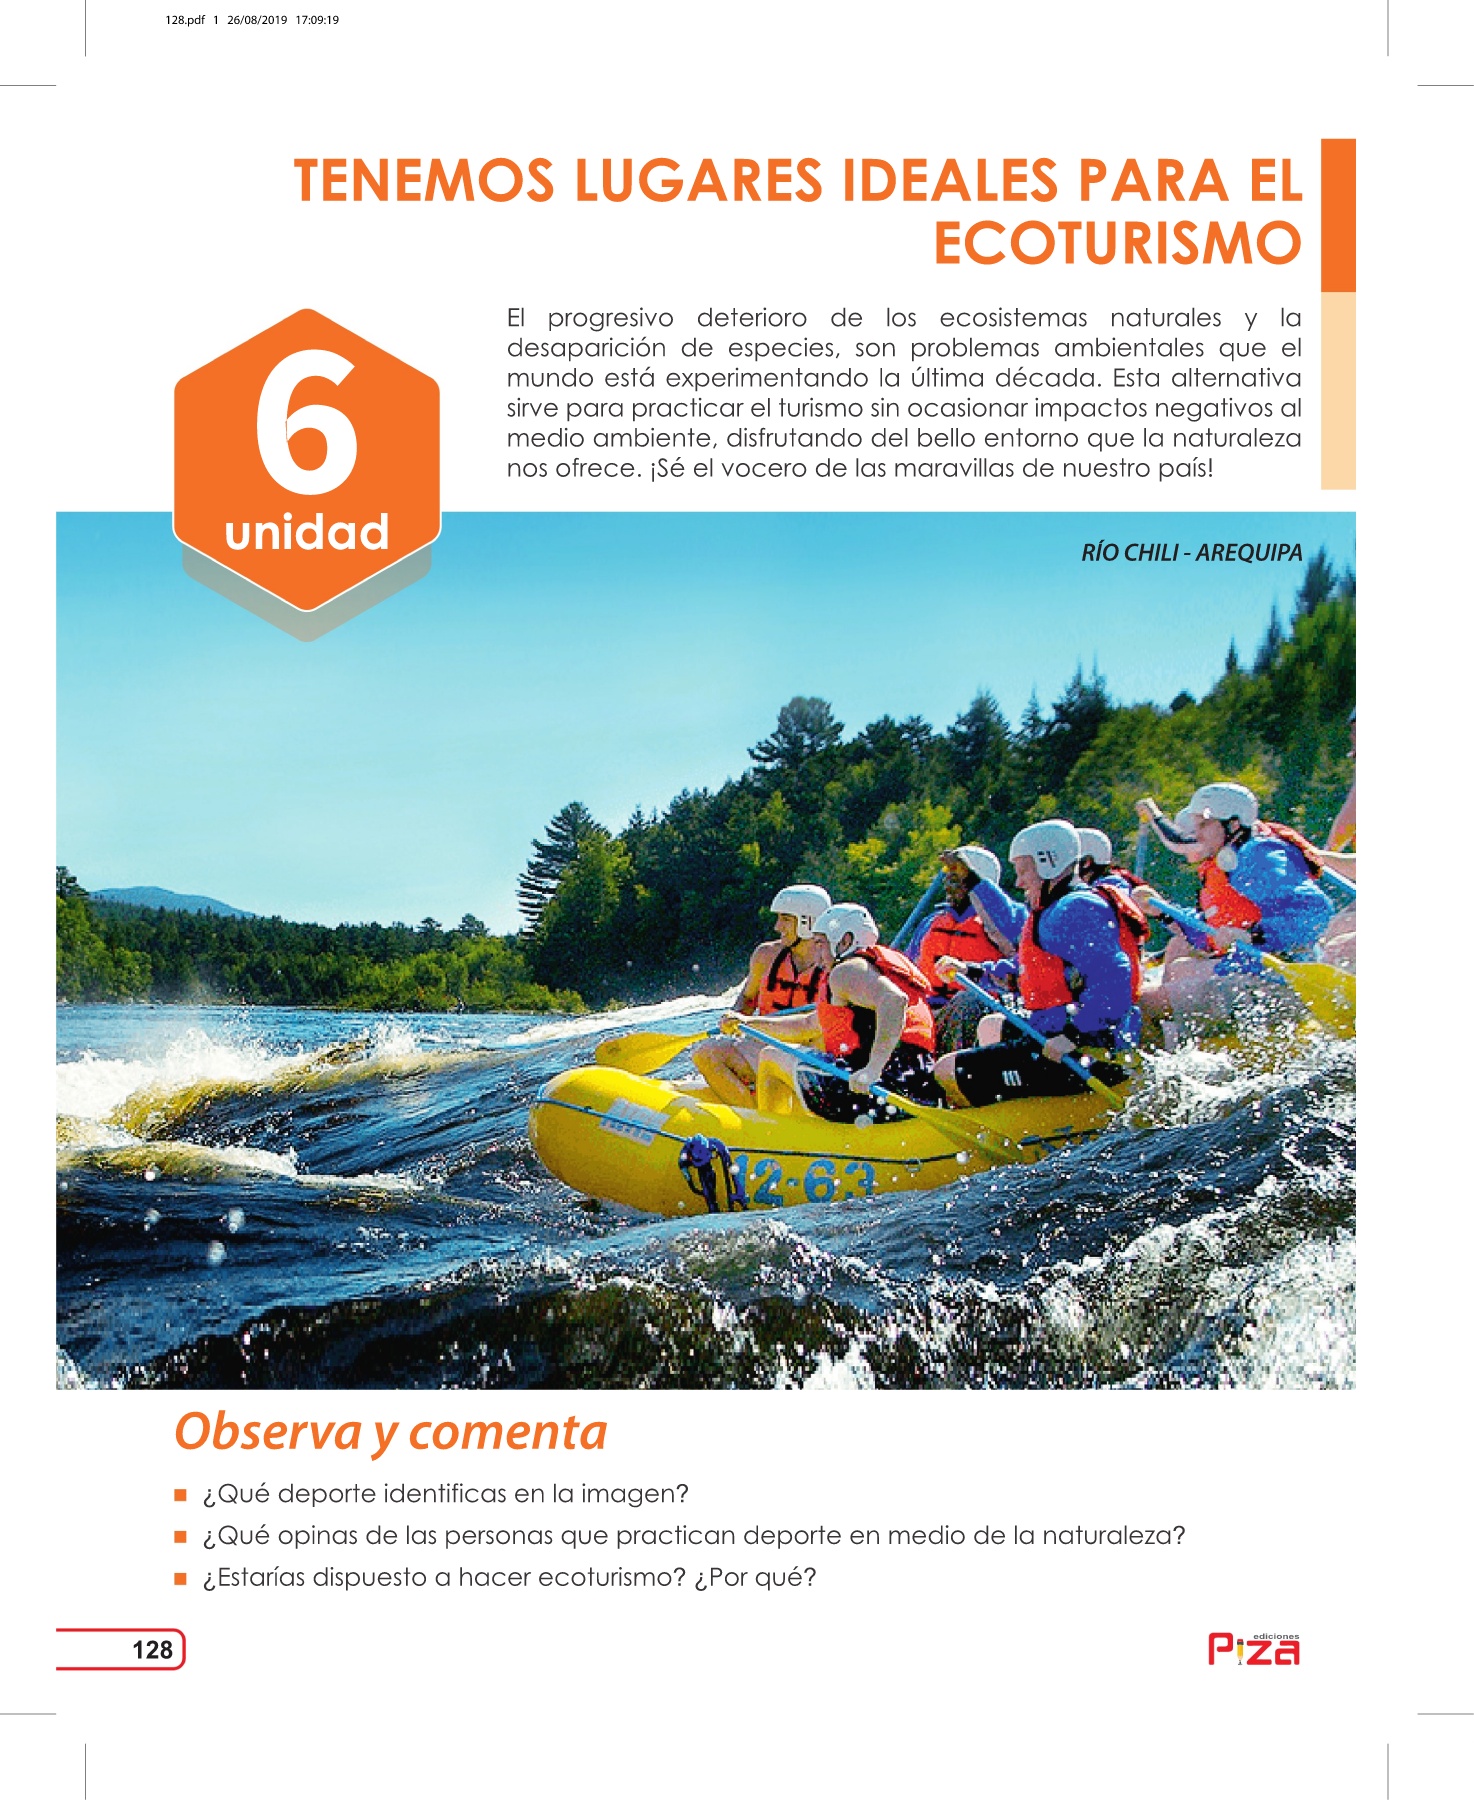 128.pdf 1 26/08/2019 17:09:19
TENEMOS LUGARES IDEALES PARA EL
ECOTURISMO
6
unidad
El progresivo deterioro de los ecosistemas naturales y la
desaparición de especies, son problemas ambientales que el
mundo está experimentando la última década. Esta alternativa
sirve para practicar el turismo sin ocasionar impactos negativos al
medio ambiente, disfrutando del bello entorno que la naturaleza
nos ofrece. ¡Sé el vocero de las maravillas de nuestro país!
RÍO CHILI - AREQUIPA
12-63
Observa y comenta
¿Qué deporte identificas en la imagen?
¿Qué opinas de las personas que practican deporte en medio de la naturaleza?
¿Estarías dispuesto a hacer ecoturismo? ¿Por qué?
128
ediciones
Piza